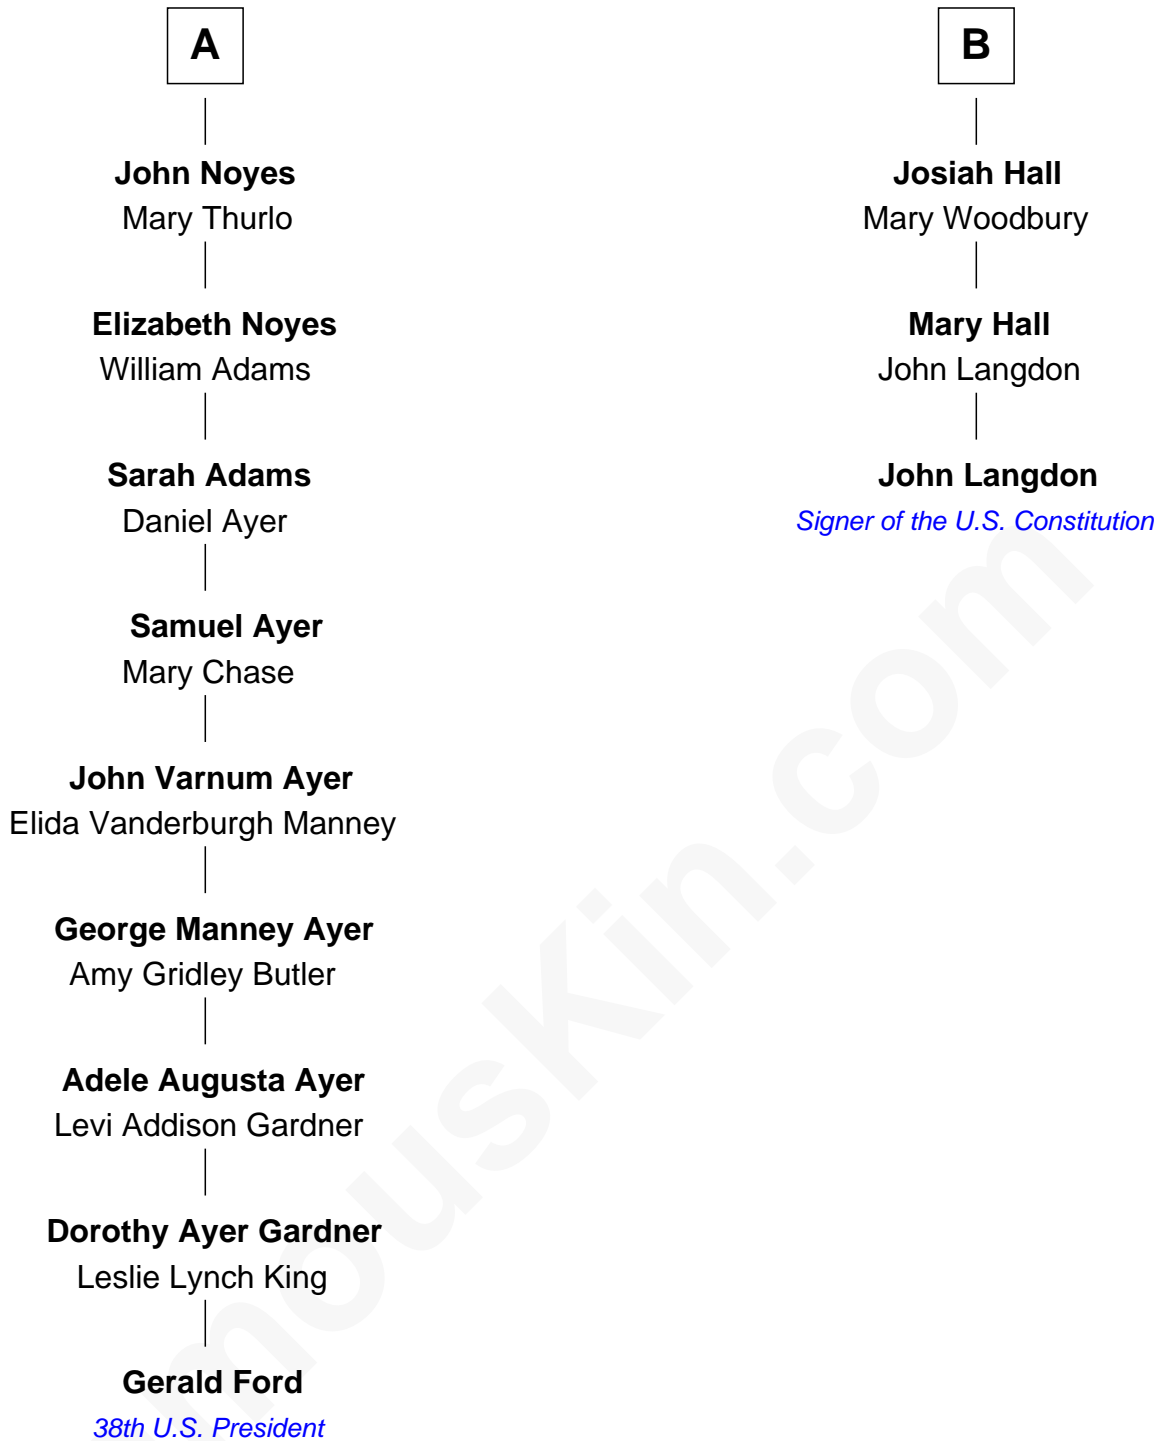 A
John Noyes
Mary Thurlo
Elizabeth Noyes
William Adams
Sarah Adams
Daniel Ayer
Samuel Ayer
Mary Chase
John Varnum Ayer
Elida Vanderburgh Manney
George Manney Ayer
Amy Gridley Butler
Adele Augusta Ayer
Levi Addison Gardner
Dorothy Ayer Gardner
Leslie Lynch King
Gerald Ford
38th U.S. President
B
Josiah Hall
Mary Woodbury
Mary Hall
John Langdon
John Langdon
Signer of the U.S. Constitution
mousKin.com